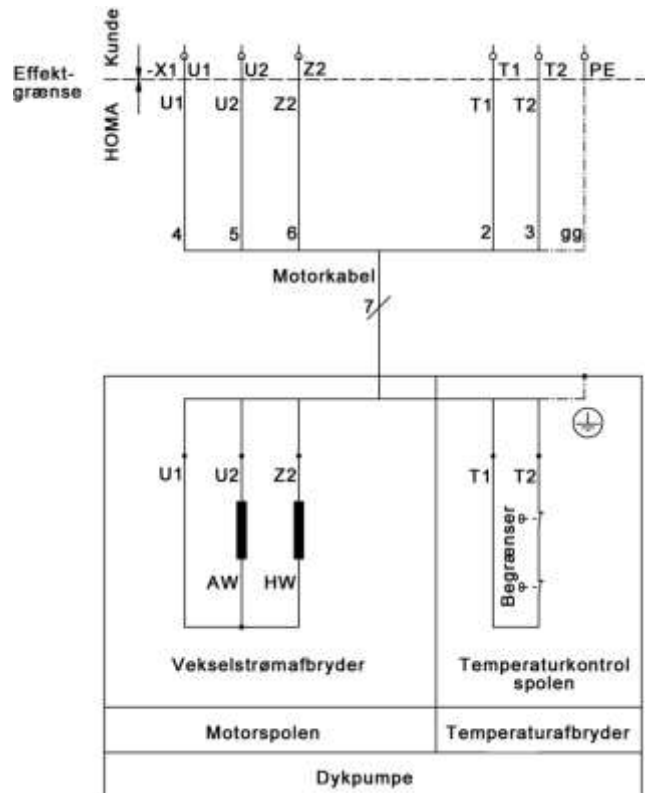 Kunde
Effekt-
grænse
-X1 U1 U2 Z2 T1 T2 PE
HOMA
U1 U2 Z2 T1 T2
4 5 6 2 3 gg
Motorkabel
7
U1 U2 Z2 T1 T2
Begrænser
AW HW
Vekselstrømafbryder
Temperaturkontrol
spolen
Motorspolen
Temperaturafbryder
Dykpumpe